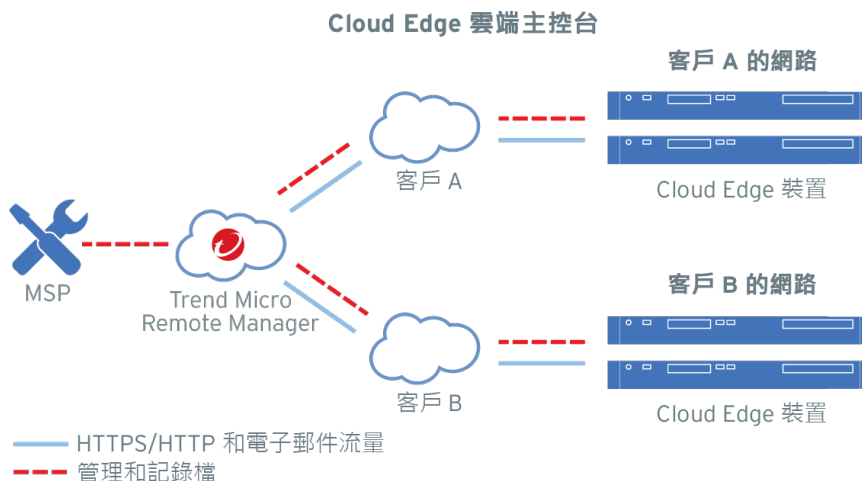 Cloud Edge 雲端主控台
客戶 A 的網路
客戶 A
Cloud Edge 裝置
MSP
Trend Micro
Remote Manager
客戶 B 的網路
客戶 B
Cloud Edge 裝置
HTTPS/HTTP 和電子郵件流量
管理和記錄檔